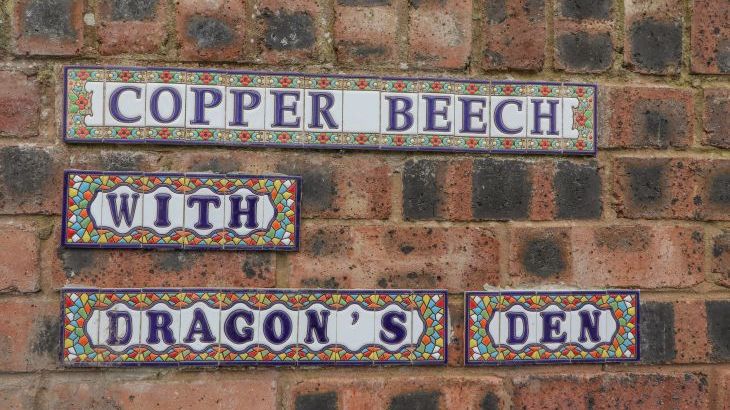 COPPER BEECH
WITH
DRAGON'S DEN